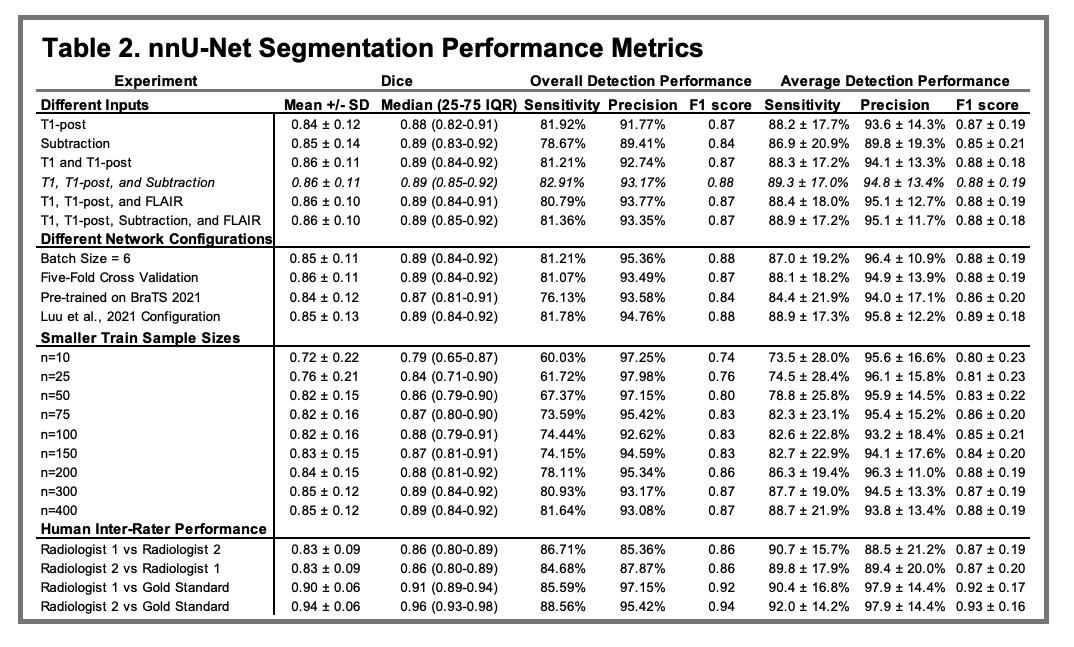 Table 2. nnU-Net Segmentation Performance Metrics
Experiment Dice Overall Detection Performance Average Detection Performance
Different Inputs Mean +/- SD Median (25-75 IQR) Sensitivity Precision F1 score Sensitivity Precision F1 score
T1-post 0.84 ± 0.12 0.88 (0.82-0.91) 81.92% 91.77% 0.87 88.2 ± 17.7% 93.6 ± 14.3% 0.87 ± 0.19
Subtraction 0.85 ± 0.14 0.89 (0.83-0.92) 78.67% 89.41% 0.84 86.9 ± 20.9% 89.8 ± 19.3% 0.85 ± 0.21
T1 and T1-post 0.86 ± 0.11 0.89 (0.84-0.92) 81.21% 92.74% 0.87 88.3 ± 17.2% 94.1 ± 13.3% 0.88 ± 0.18
T1, T1-post, and Subtraction 0.86 ± 0.11 0.89 (0.85-0.92) 82.91% 93.17% 0.88 89.3 ± 17.0% 94.8 ± 13.4% 0.88 ± 0.19
T1, T1-post, and FLAIR 0.86 ± 0.10 0.89 (0.84-0.91) 80.79% 93.77% 0.87 88.4 ± 18.0% 95.1 ± 12.7% 0.88 ± 0.19
T1, T1-post, Subtraction, and FLAIR 0.86 ± 0.10 0.89 (0.85-0.92) 81.36% 93.35% 0.87 88.9 ± 17.2% 95.1 ± 11.7% 0.88 ± 0.18
Different Network Configurations
Batch Size = 6 0.85 ± 0.11 0.89 (0.84-0.92) 81.21% 95.36% 0.88 87.0 ± 19.2% 96.4 ± 10.9% 0.88 ± 0.19
Five-Fold Cross Validation 0.86 ± 0.11 0.89 (0.84-0.92) 81.07% 93.49% 0.87 88.1 ± 18.2% 94.9 ± 13.9% 0.88 ± 0.19
Pre-trained on BraTS 2021 0.84 ± 0.12 0.87 (0.81-0.91) 76.13% 93.58% 0.84 84.4 ± 21.9% 94.0 ± 17.1% 0.86 ± 0.20
Luu et al., 2021 Configuration 0.85 ± 0.13 0.89 (0.84-0.92) 81.78% 94.76% 0.88 88.9 ± 17.3% 95.8 ± 12.2% 0.89 ± 0.18
Smaller Train Sample Sizes
n=10 0.72 ± 0.22 0.79 (0.65-0.87) 60.03% 97.25% 0.74 73.5 ± 28.0% 95.6 ± 16.6% 0.80 ± 0.23
n=25 0.76 ± 0.21 0.84 (0.71-0.90) 61.72% 97.98% 0.76 74.5 ± 28.4% 96.1 ± 15.8% 0.81 ± 0.23
n=50 0.82 ± 0.15 0.86 (0.79-0.90) 67.37% 97.15% 0.80 78.8 ± 25.8% 95.9 ± 14.5% 0.83 ± 0.22
n=75 0.82 ± 0.16 0.87 (0.80-0.90) 73.59% 95.42% 0.83 82.3 ± 23.1% 95.4 ± 15.2% 0.86 ± 0.20
n=100 0.82 ± 0.16 0.88 (0.79-0.91) 74.44% 92.62% 0.83 82.6 ± 22.8% 93.2 ± 18.4% 0.85 ± 0.21
n=150 0.83 ± 0.15 0.87 (0.81-0.91) 74.15% 94.59% 0.83 82.7 ± 22.9% 94.1 ± 17.6% 0.84 ± 0.20
n=200 0.84 ± 0.15 0.88 (0.81-0.92) 78.11% 95.34% 0.86 86.3 ± 19.4% 96.3 ± 11.0% 0.88 ± 0.19
n=300 0.85 ± 0.12 0.89 (0.84-0.92) 80.93% 93.17% 0.87 87.7 ± 19.0% 94.5 ± 13.3% 0.87 ± 0.19
n=400 0.85 ± 0.12 0.89 (0.84-0.92) 81.64% 93.08% 0.87 88.7 ± 21.9% 93.8 ± 13.4% 0.88 ± 0.19
Human Inter-Rater Performance
Radiologist 1 vs Radiologist 2 0.83 ± 0.09 0.86 (0.80-0.89) 86.71% 85.36% 0.86 90.7 ± 15.7% 88.5 ± 21.2% 0.87 ± 0.19
Radiologist 2 vs Radiologist 1 0.83 ± 0.09 0.86 (0.80-0.89) 84.68% 87.87% 0.86 89.8 ± 17.9% 89.4 ± 20.0% 0.87 ± 0.20
Radiologist 1 vs Gold Standard 0.90 ± 0.06 0.91 (0.89-0.94) 85.59% 97.15% 0.92 90.4 ± 16.8% 97.9 ± 14.4% 0.92 ± 0.17
Radiologist 2 vs Gold Standard 0.94 ± 0.06 0.96 (0.93-0.98) 88.56% 95.42% 0.94 92.0 ± 14.2% 97.9 ± 14.4% 0.93 ± 0.16